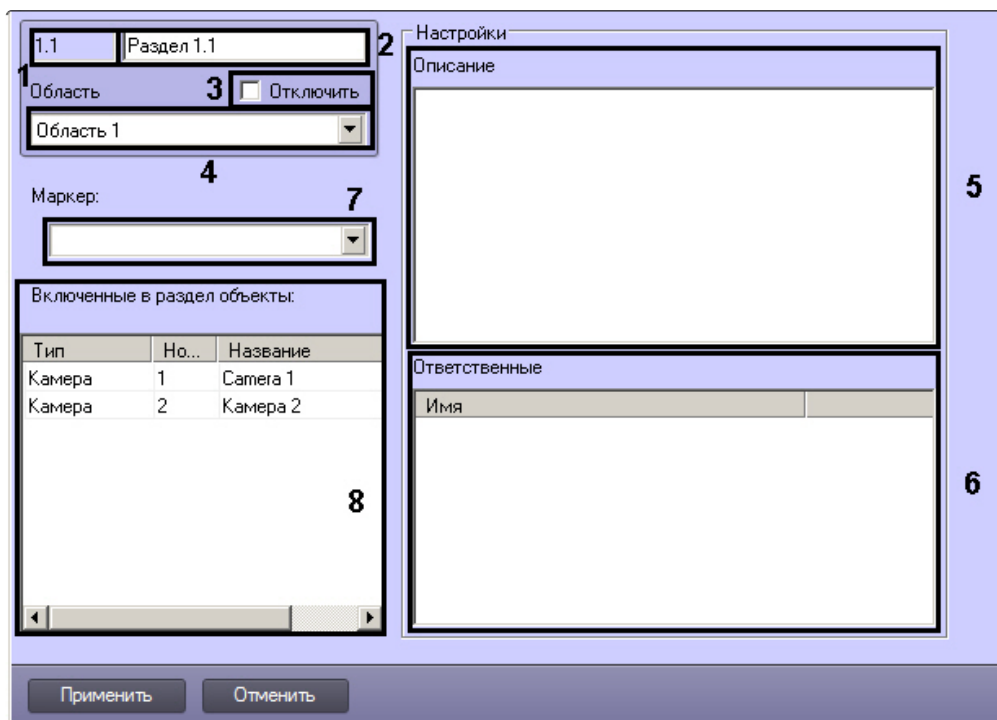 1.1
Раздел 1.1
2
1
Область
3
Отключить
Область 1
4
Маркер:
7
Включенные в раздел объекты:
Тип Но... Название
Камера 1 Camera 1
Камера 2 Камера 2
8
Настройки
Описание
5
Ответственные
Имя
6
Применить Отменить